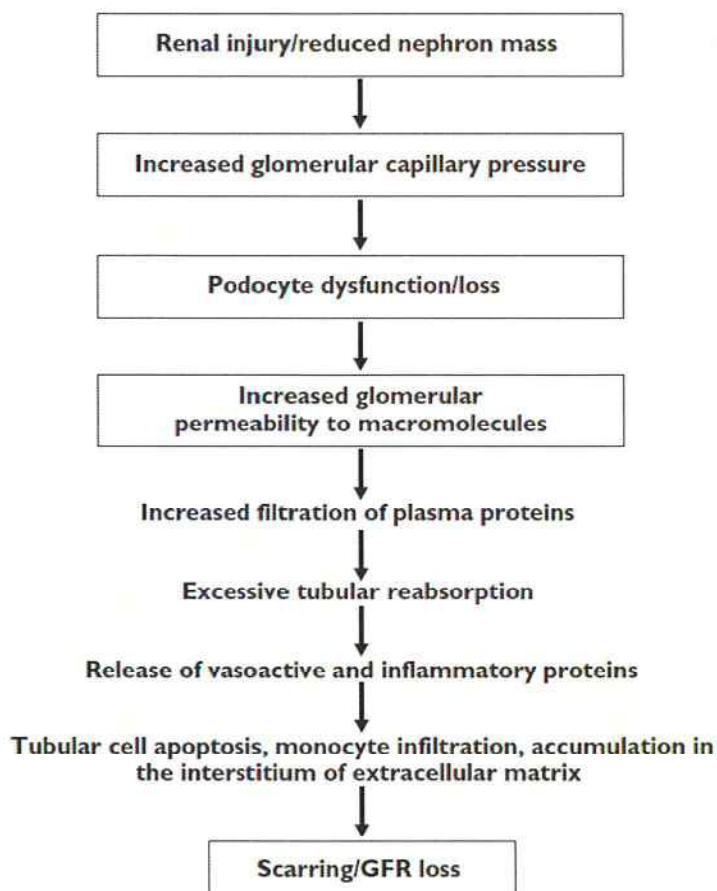 Renal injury/reduced nephron mass
Increased glomerular capillary pressure
Podocyte dysfunction/loss
Increased glomerular
permeability to macromolecules
Increased filtration of plasma proteins
Excessive tubular reabsorption
Release of vasoactive and inflammatory proteins
Tubular cell apoptosis, monocyte infiltration, accumulation in
the interstitium of extracellular matrix
Scarring/GFR loss